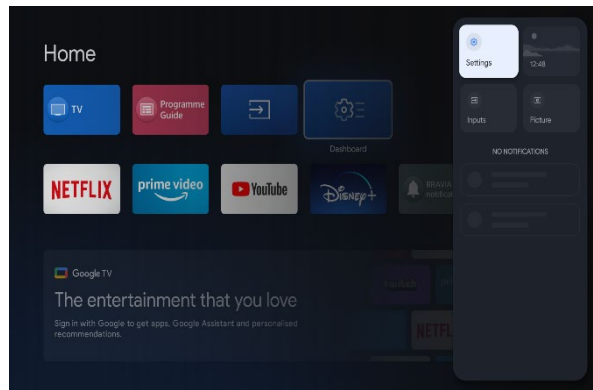 Home
Settings
12:48
TV
Programme
Guide
Inputs
Picture
Dashboard
NO NOTIFICATIONS
NETFLIX
prime video
YouTube
Disney+
BRAVIA
Google TV
The entertainment that you love
Sign in with Google to get apps, Google Assistant and personalised
recommendations.